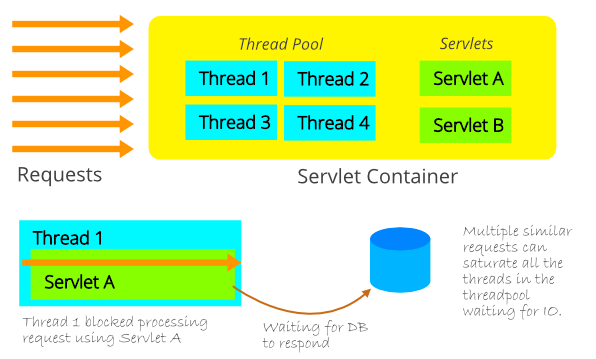 Thread Pool
Servlets
Thread 1
Thread 2
Servlet A
Thread 3
Thread 4
Servlet B
Requests
Servlet Container
Thread 1
Servlet A
Thread 1 blocked processing
request using Servlet A
Waiting for DB
to respond
Multiple similar
requests can
saturate all the
threads in the
threadpool
waiting for IO.